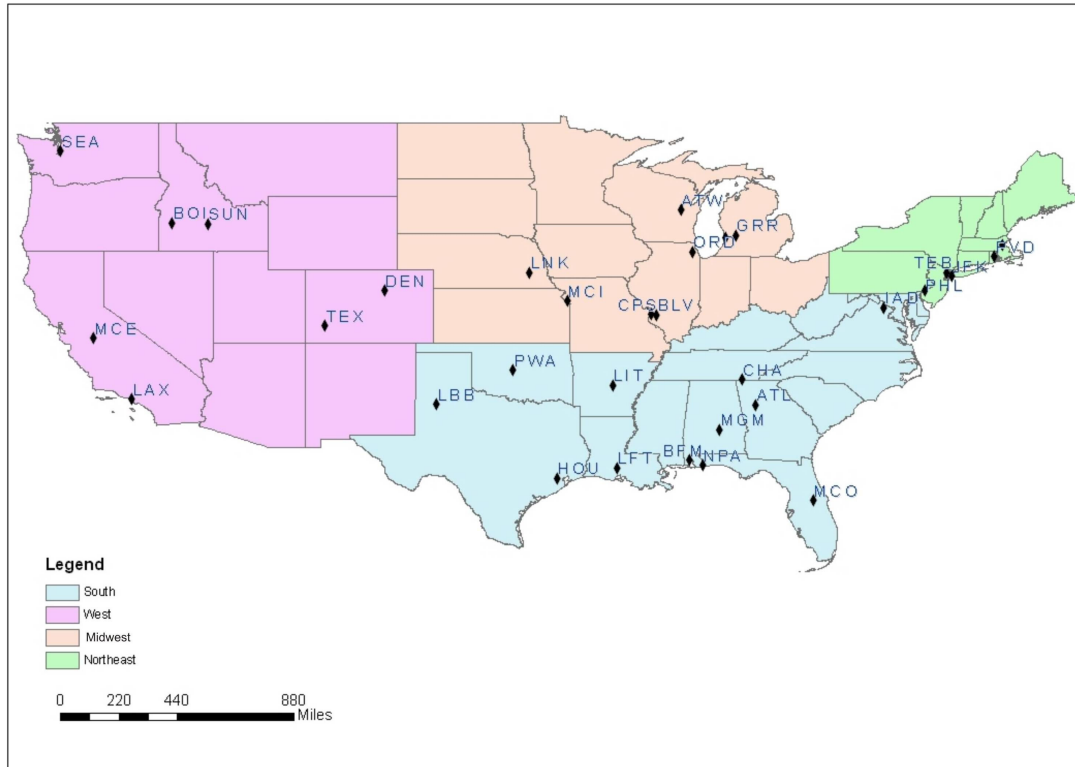 SEA
BOI SUN
ATW
GRR
ORD
PVD
TEB JFK
LNK
DEN
PHL
MCI
IAD
CPS BLV
TEX
MCE
PWA
CHA
LIT
LAX
LBB
ATL
MGM
BFM NPA
LFT
HOU
MCO
Legend
South
West
Midwest
Northeast
0 220 440 880
Miles